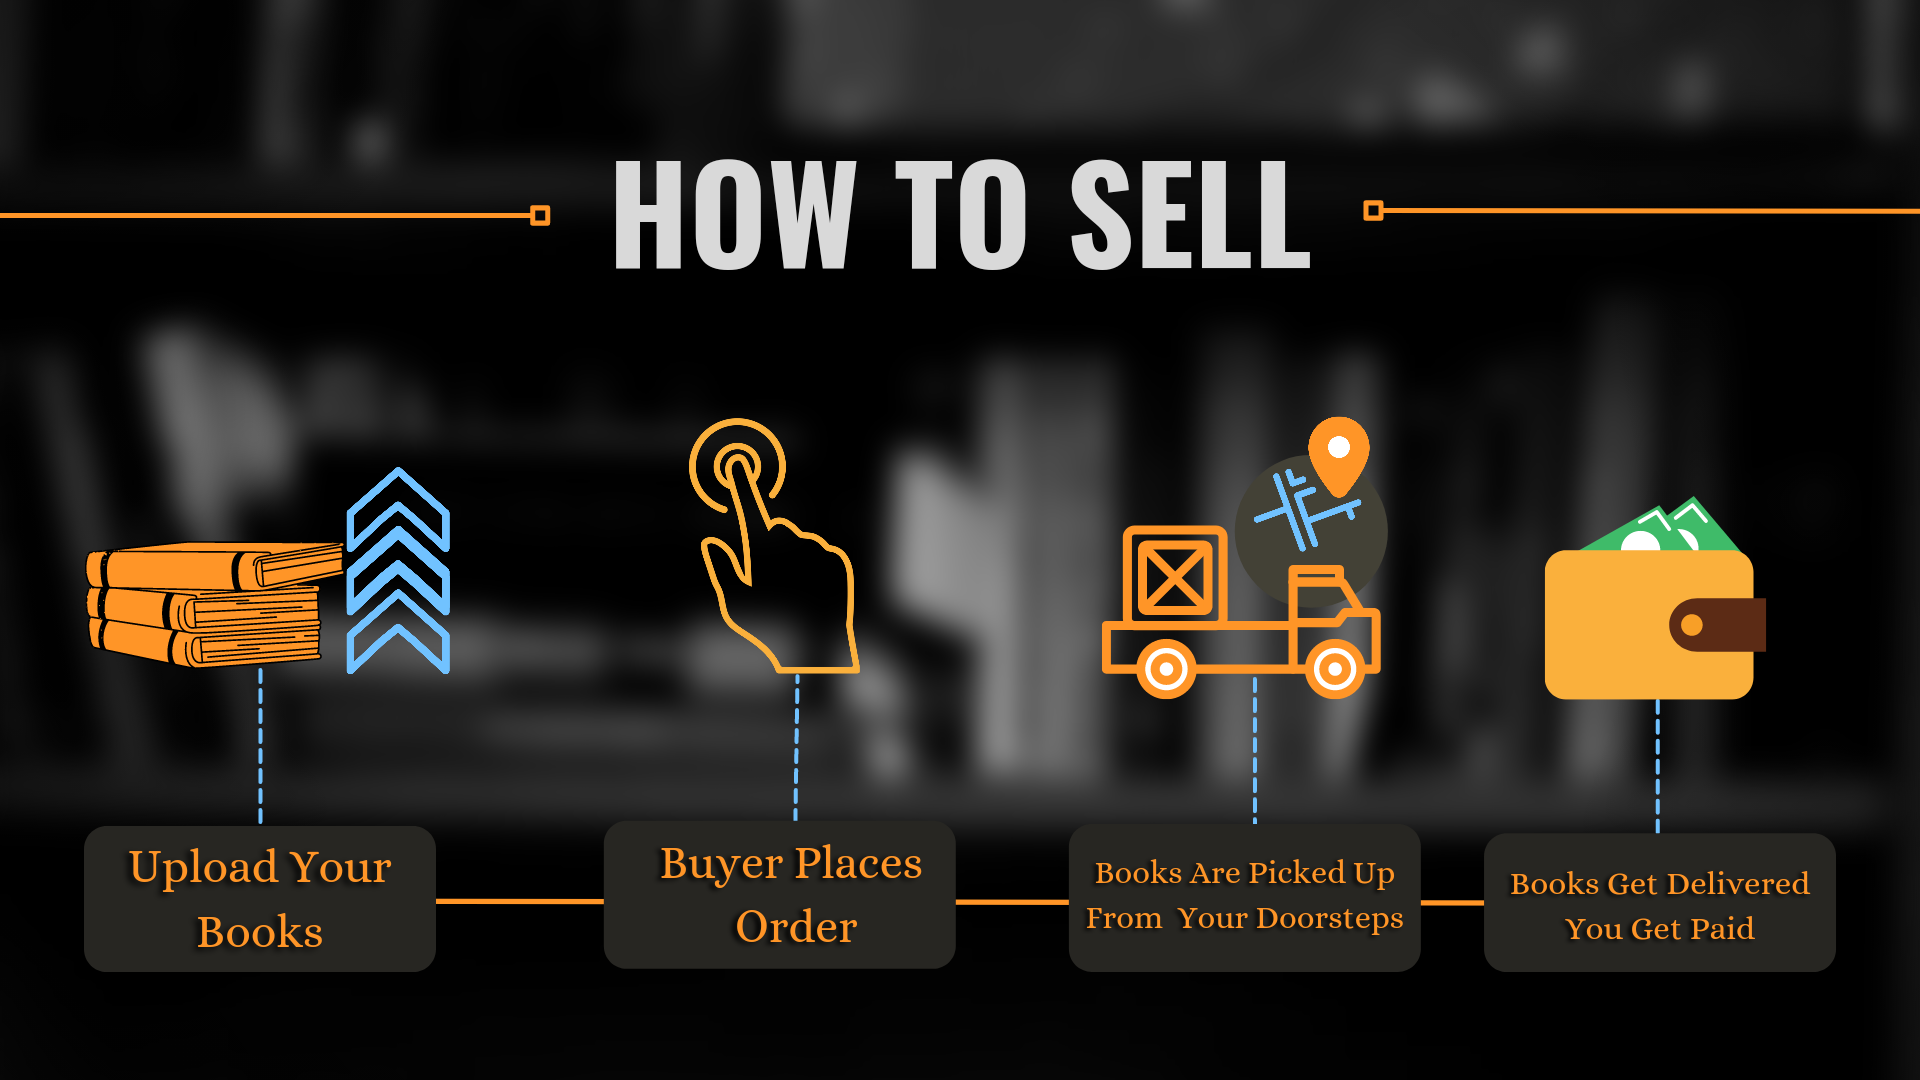 HOW TO SELL
Upload Your
Books
Buyer Places
Order
Books Are Picked Up
From Your Doorsteps
Books Get Delivered
You Get Paid